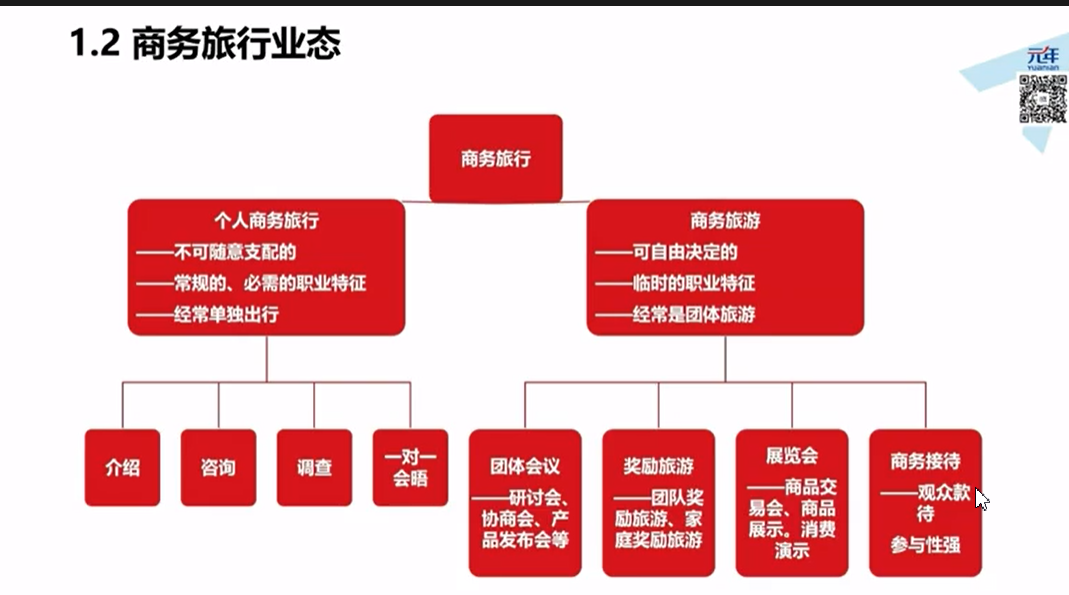 1.2 商务旅行业态
元年
YUANIAN
商务旅行
个人商务旅行
——不可随意支配的
——常规的、必需的职业特征
——经常单独出行
商务旅游
——可自由决定的
——临时的职业特征
——经常是团体旅游
介绍
咨询
调查
一对一
会晤
团体会议
——研讨会、
协商会、产
品发布会等
奖励旅游
——团队奖
励旅游、家
庭奖励旅游
展览会
——商品交
易会、商品
展示。消费
演示
商务接待
——观众款
待
参与性强